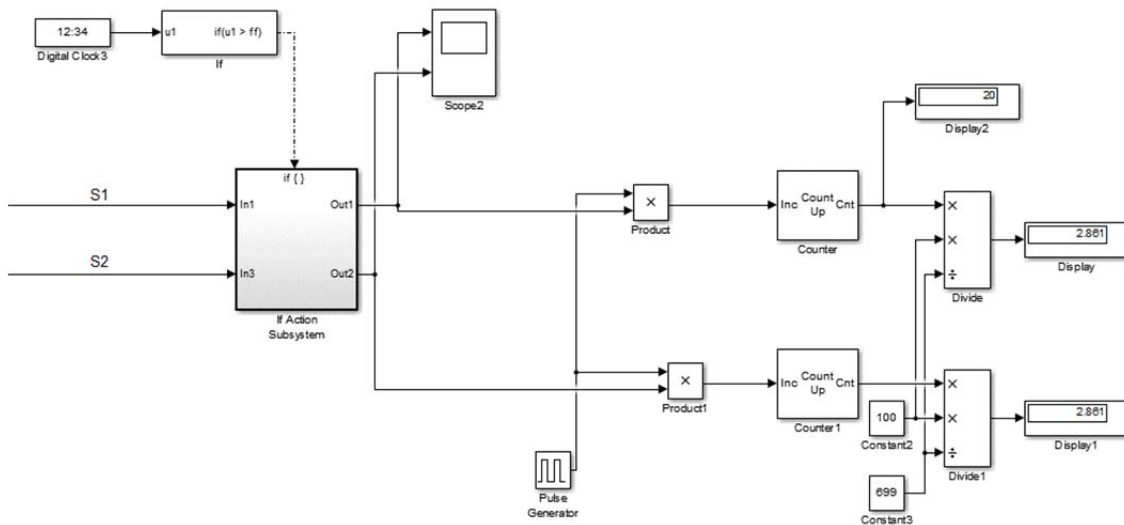 12:34
Digital Clock3
u1 if(u1 > ff)
If
Scope2
20
Display2
S1
S2
if { }
In1 Out1
In3 Out2
If Action
Subsystem
×
Product
Inc Count Up Cnt
Counter
×
×
÷
Divide
2.861
Display
×
Product1
Inc Count Up Cnt
Counter1
100
Constant2
×
×
÷
Divide1
2.861
Display1
Pulse
Generator
699
Constant3